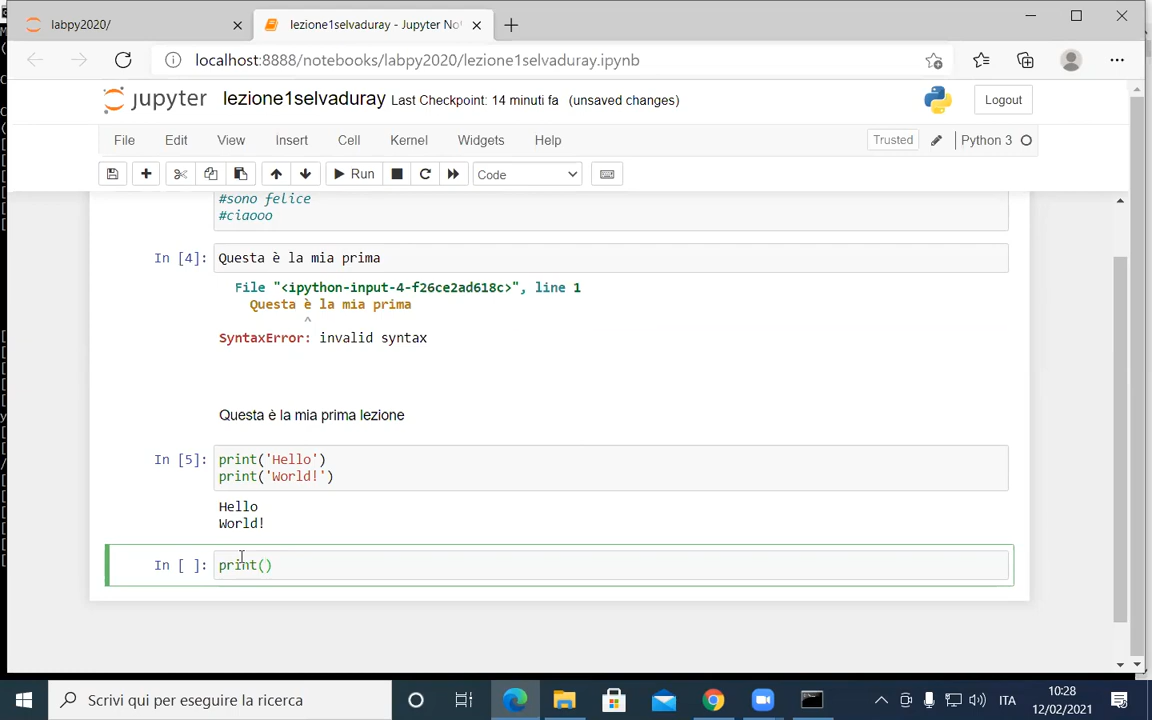 labpy2020/
lezione1selvaduray - Jupyter Not
localhost:8888/notebooks/labpy2020/lezione1selvaduray.ipynb
jupyter lezione1selvaduray Last Checkpoint: 14 minuti fa (unsaved changes)
Logout
File Edit View Insert Cell Kernel Widgets Help
Trusted
Python 3
Run
Code
#sono felice
#ciaooo
In [4]: Questa è la mia prima
File "<ipython-input-4-f26ce2ad618c>", line 1
Questa è la mia prima
^
SyntaxError: invalid syntax
Questa è la mia prima lezione
In [5]: print('Hello')
print('World!')
Hello
World!
In [ ]: print()
Scrivi qui per eseguire la ricerca
ITA
10:28
12/02/2021